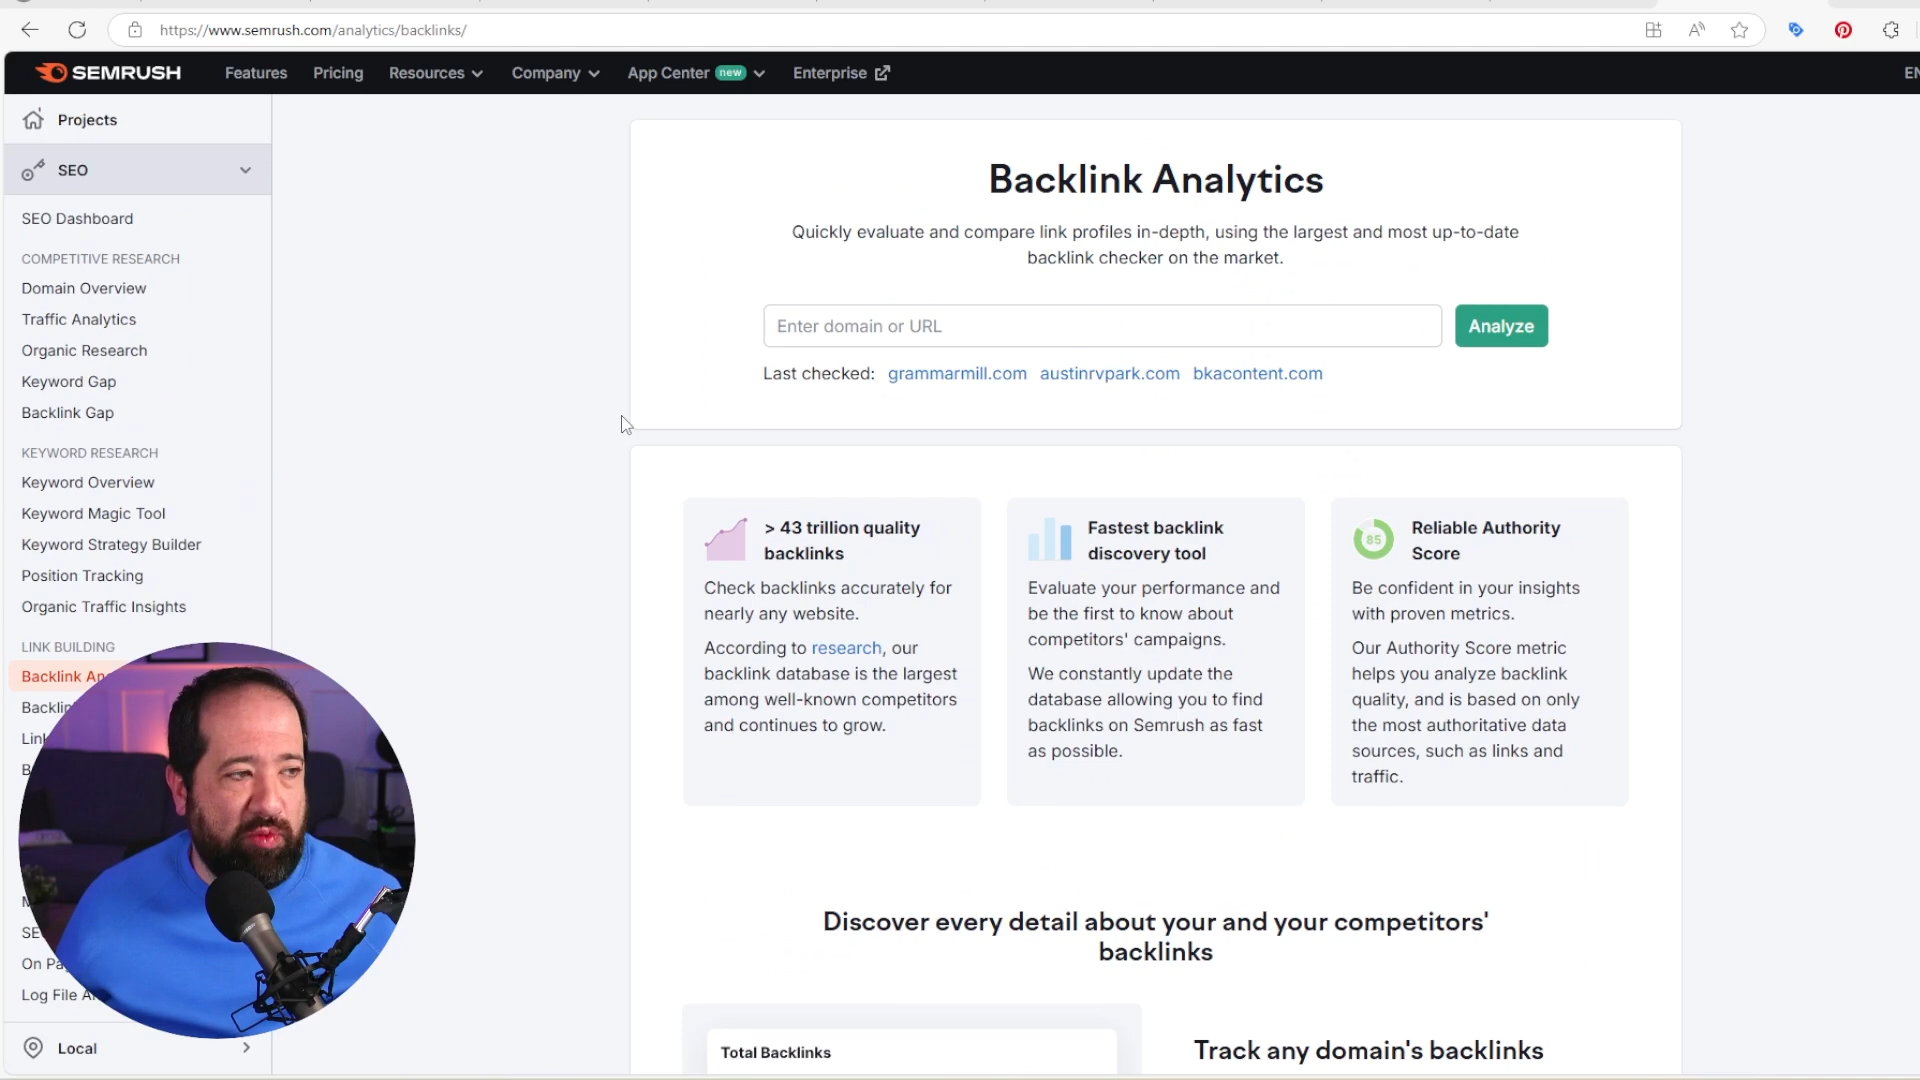 https://www.semrush.com/analytics/backlinks/
SEMRUSH
Features
Pricing
Resources
Company
App Center new
Enterprise
Projects
SEO
SEO Dashboard
COMPETITIVE RESEARCH
Domain Overview
Traffic Analytics
Organic Research
Keyword Gap
Backlink Gap
KEYWORD RESEARCH
Keyword Overview
Keyword Magic Tool
Keyword Strategy Builder
Position Tracking
Organic Traffic Insights
LINK BUILDING
Backlink
On
Log File
Local
Backlink Analytics
Quickly evaluate and compare link profiles in-depth, using the largest and most up-to-date
backlink checker on the market.
Enter domain or URL
Analyze
Last checked: grammarmill.com austinrvpark.com bkacontent.com
> 43 trillion quality
backlinks
Check backlinks accurately for
nearly any website.
According to research, our
backlink database is the largest
among well-known competitors
and continues to grow.
Fastest backlink
discovery tool
Evaluate your performance and
be the first to know about
competitors' campaigns.
We constantly update the
database allowing you to find
backlinks on Semrush as fast
as possible.
85
Reliable Authority
Score
Be confident in your insights
with proven metrics.
Our Authority Score metric
helps you analyze backlink
quality, and is based on only
the most authoritative data
sources, such as links and
traffic.
Discover every detail about your and your competitors'
backlinks
Total Backlinks
Track any domain's backlinks